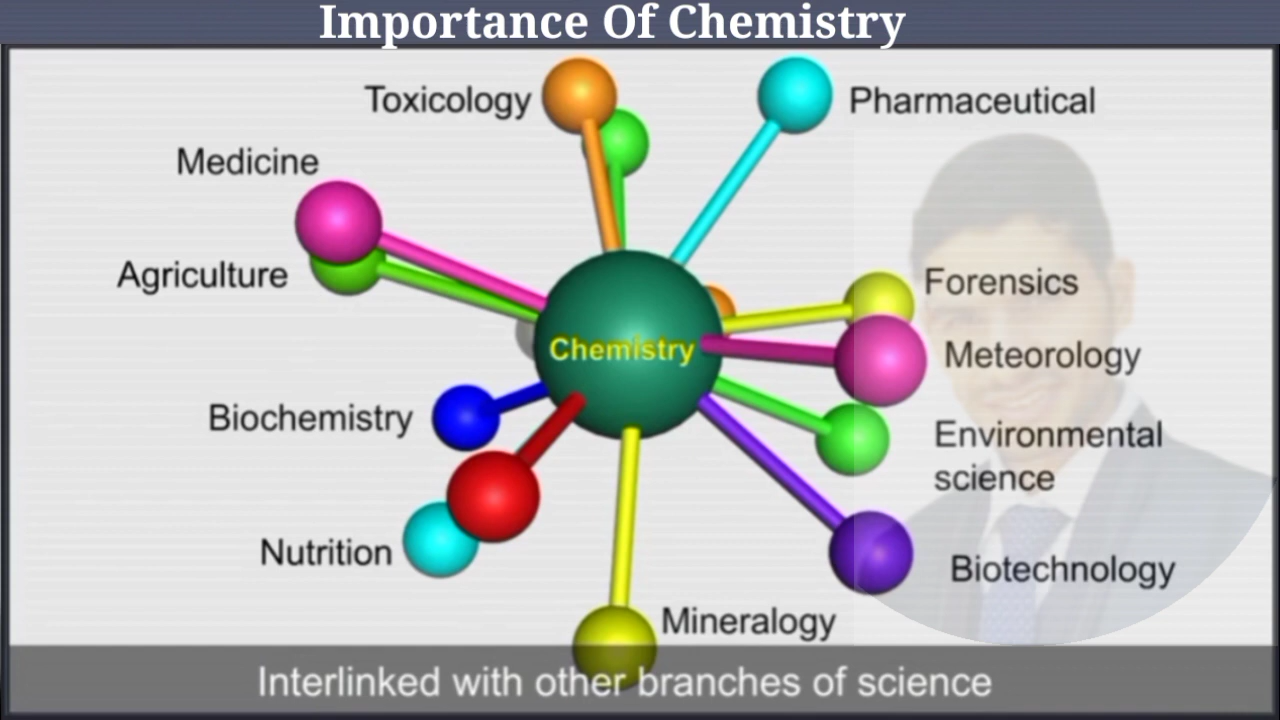 Importance Of Chemistry
Toxicology
Pharmaceutical
Medicine
Agriculture
Forensics
Chemistry
Meteorology
Biochemistry
Environmental
science
Nutrition
Biotechnology
Mineralogy
Interlinked with other branches of science